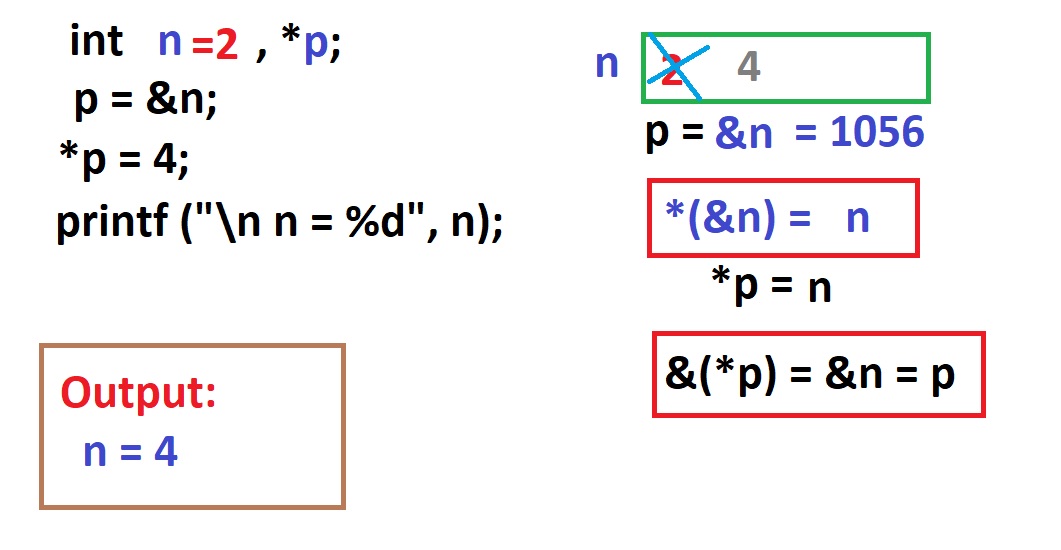 int n =2 , *p;
p = &n;
*p = 4;
printf ("\n n = %d", n);
Output:
n = 4
n 2 4
p = &n = 1056
*(&n) = n
*p = n
&(*p) = &n = p